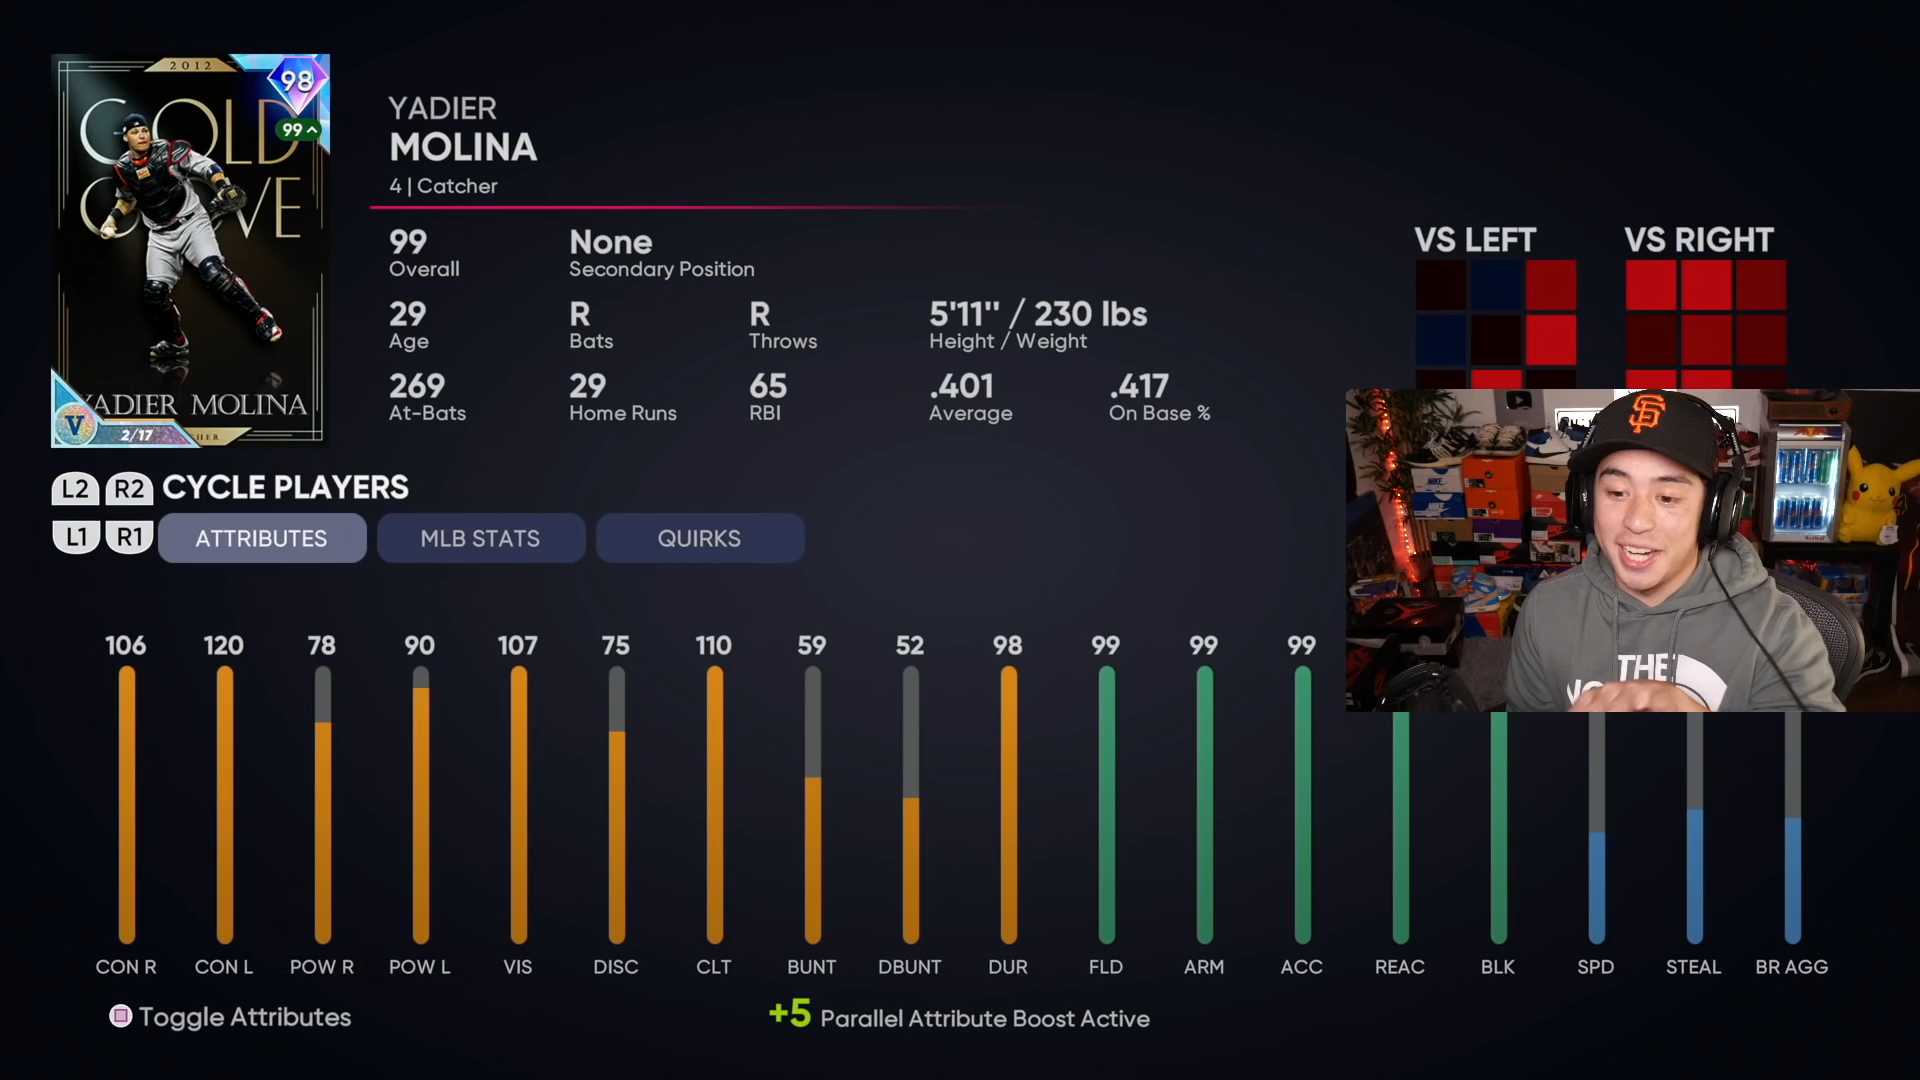 2012
98
GOLD
99
GLOVE
YADIER MOLINA
V
2/17
YADIER
MOLINA
4 | Catcher
99
Overall
None
Secondary Position
29
Age
R
Bats
R
Throws
5'11" / 230 lbs
Height / Weight
269
At-Bats
29
Home Runs
65
RBI
.401
Average
.417
On Base %
VS LEFT
VS RIGHT
L2 R2 CYCLE PLAYERS
L1 R1 ATTRIBUTES MLB STATS QUIRKS
106 120 78 90 107 75 110 59 52 98 99 99 99
CON R CON L POW R POW L VIS DISC CLT BUNT DBUNT DUR FLD ARM ACC REAC BLK SPD STEAL BR AGG
Toggle Attributes
+5 Parallel Attribute Boost Active
SF
NIKE
THE